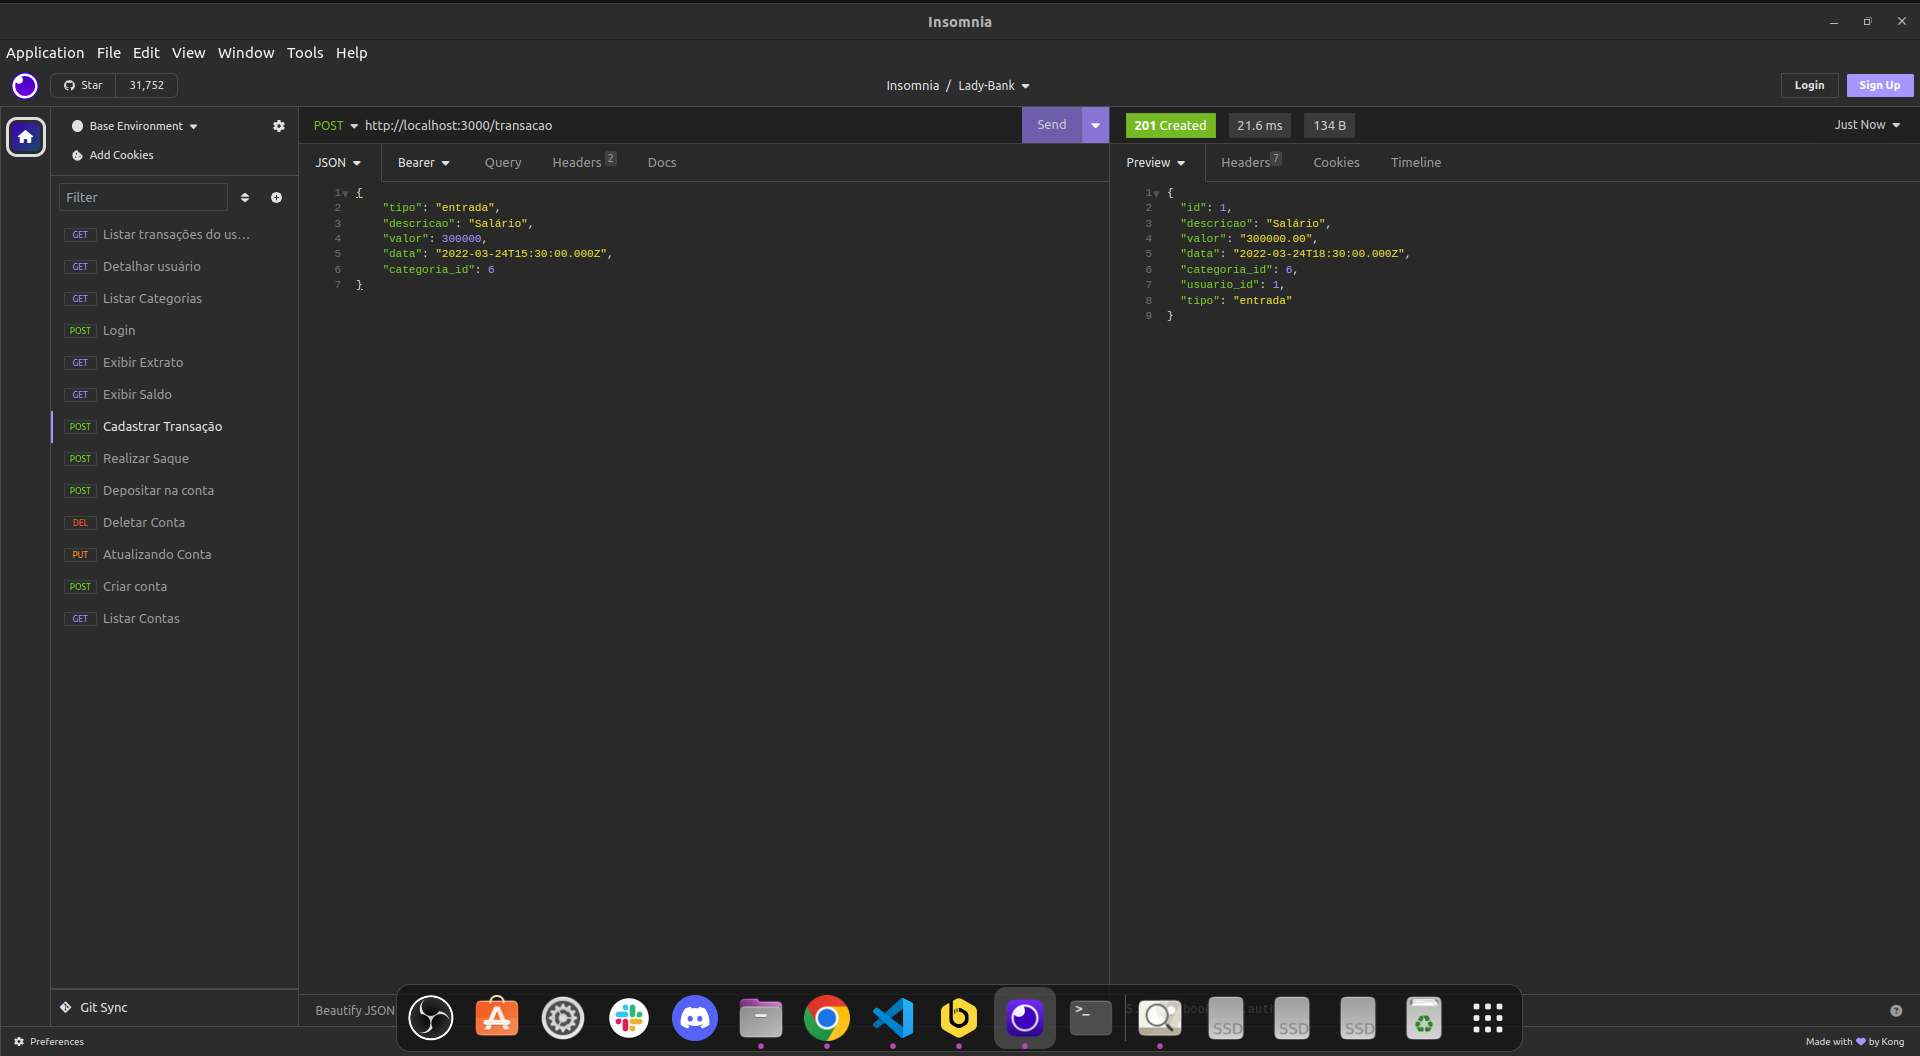 Insomnia
Application File Edit View Window Tools Help
Star 31,752
Insomnia / Lady-Bank
Login Sign Up
Base Environment
Add Cookies
Filter
GET Listar transações do us...
GET Detalhar usuário
GET Listar Categorias
POST Login
GET Exibir Extrato
GET Exibir Saldo
POST Cadastrar Transação
POST Realizar Saque
POST Depositar na conta
DEL Deletar Conta
PUT Atualizando Conta
POST Criar conta
GET Listar Contas
Git Sync
Preferences
POST http://localhost:3000/transacao Send
JSON Bearer Query Headers 2 Docs
1 {
2 "tipo": "entrada",
3 "descricao": "Salário",
4 "valor": 300000,
5 "data": "2022-03-24T15:30:00.000Z",
6 "categoria_id": 6
7 }
Beautify JSON
201 Created 21.6 ms 134 B Just Now
Preview Headers 7 Cookies Timeline
1 {
2 "id": 1,
3 "descricao": "Salário",
4 "valor": "300000.00",
5 "data": "2022-03-24T18:30:00.000Z",
6 "categoria_id": 6,
7 "usuario_id": 1,
8 "tipo": "entrada"
9 }
SSD SSD SSD
Made with by Kong